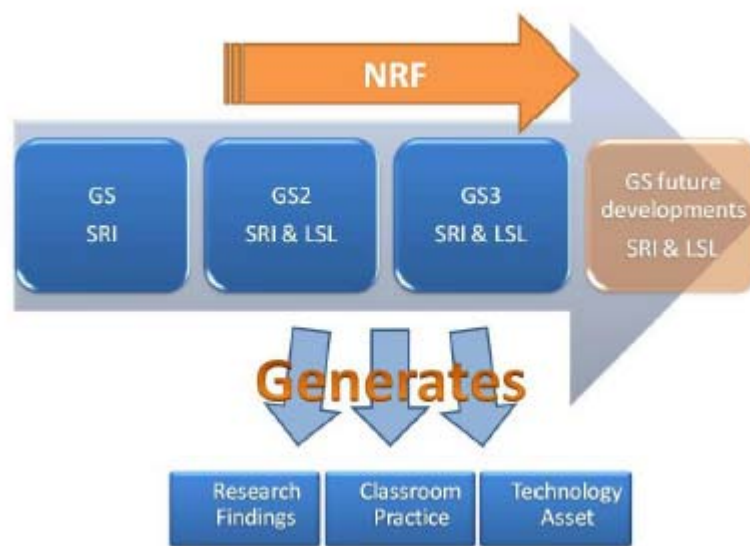 NRF
GS
SRI
GS2
SRI & LSL
GS3
SRI & LSL
GS future
developments
SRI & LSL
Generates
Research
Findings
Classroom
Practice
Technology
Asset